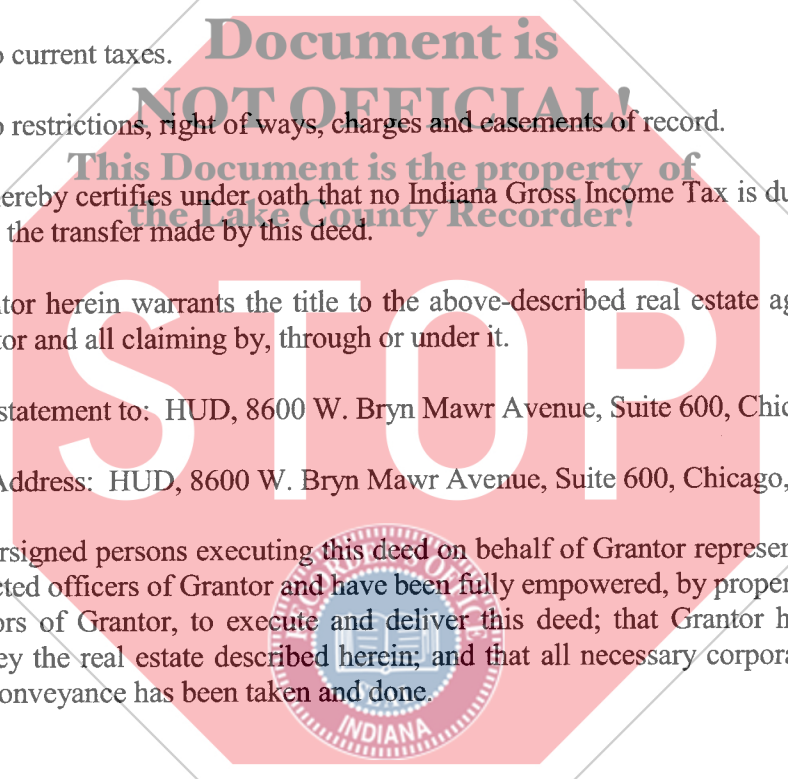 Document is
o current taxes.
NOT OFFICIAL!
o restrictions, right of ways, charges and easements of record.
This Document is the property of
ereby certifies under oath that no Indiana Gross Income Tax is du
the Lake County Recorder!
the transfer made by this deed.
STOP
ntor herein warrants the title to the above-described real estate ag
tor and all claiming by, through or under it.
statement to: HUD, 8600 W. Bryn Mawr Avenue, Suite 600, Chic
Address: HUD, 8600 W. Bryn Mawr Avenue, Suite 600, Chicago,
rsigned persons executing this deed on behalf of Grantor represen
cted officers of Grantor and have been fully empowered, by proper
ors of Grantor, to execute and deliver this deed; that Grantor h
ey the real estate described herein; and that all necessary corpora
onveyance has been taken and done.
RECORDER'S OFFICE
SEAL
INDIANA